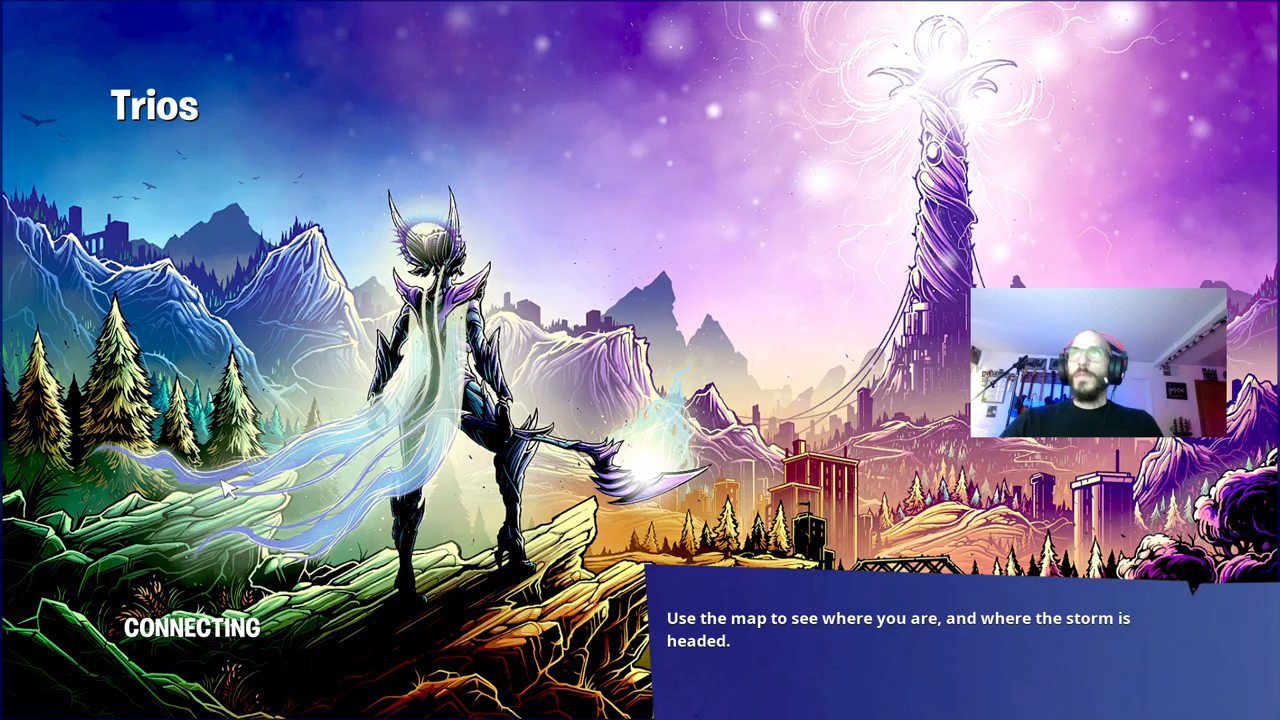 Trios
CONNECTING
Use the map to see where you are, and where the storm is
headed.